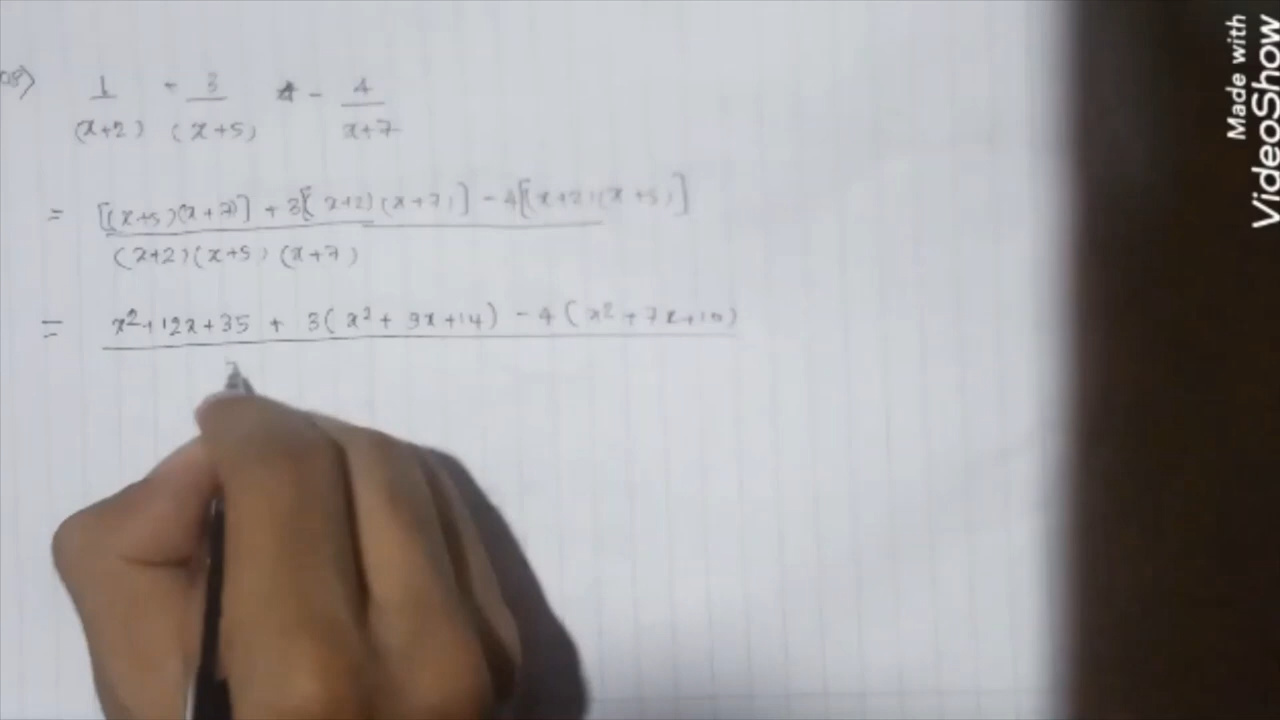 08) 1/(x+2) + 3/(x+5) - 4/x+7
= [(x+5)(x+7)] + 3[(x+2)(x+7)] - 4[(x+2)(x+5)]
(x+2)(x+5)(x+7)
= x²+12x+35 + 3(x²+9x+14) - 4(x²+7x+10)
Made with
VideoShow